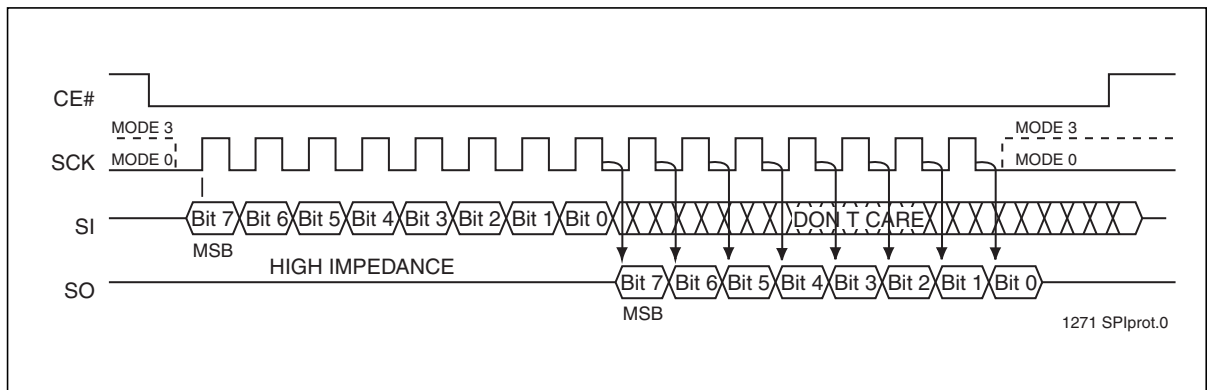 CE#
MODE 3 MODE 3
SCK MODE 0 MODE 0
SI Bit 7 Bit 6 Bit 5 Bit 4 Bit 3 Bit 2 Bit 1 Bit 0 DON T CARE
MSB
HIGH IMPEDANCE
SO Bit 7 Bit 6 Bit 5 Bit 4 Bit 3 Bit 2 Bit 1 Bit 0
MSB
1271 SPIprot.0